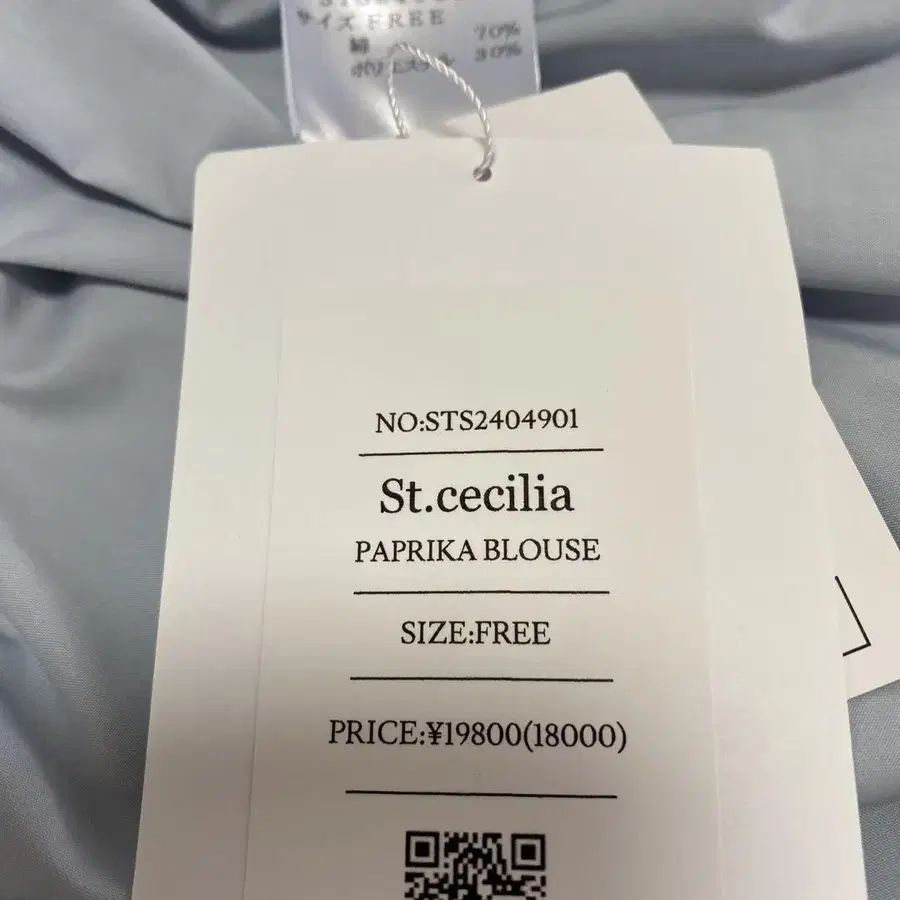 サイズ FREE
綿 70%
ポリエステル 30%
NO:STS2404901
St.cecilia
PAPRIKA BLOUSE
SIZE:FREE
PRICE:¥19800(18000)